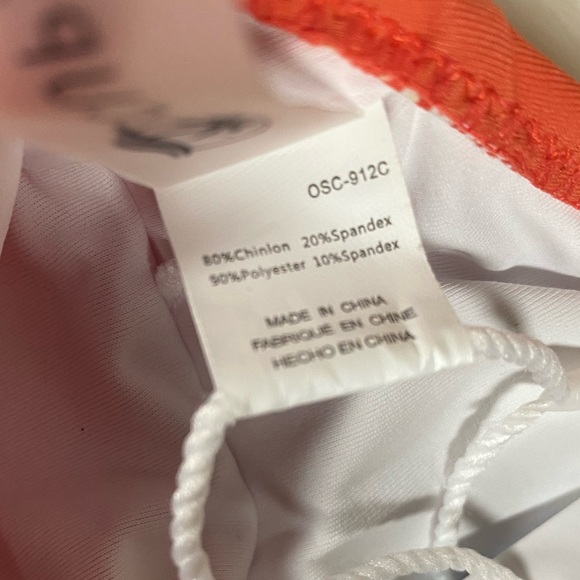 OSC-912C
80%Chinlon 20%Spandex
90%Polyester 10%Spandex
MADE IN CHINA
FABRIQUE EN CHINE
HECHO EN CHINA